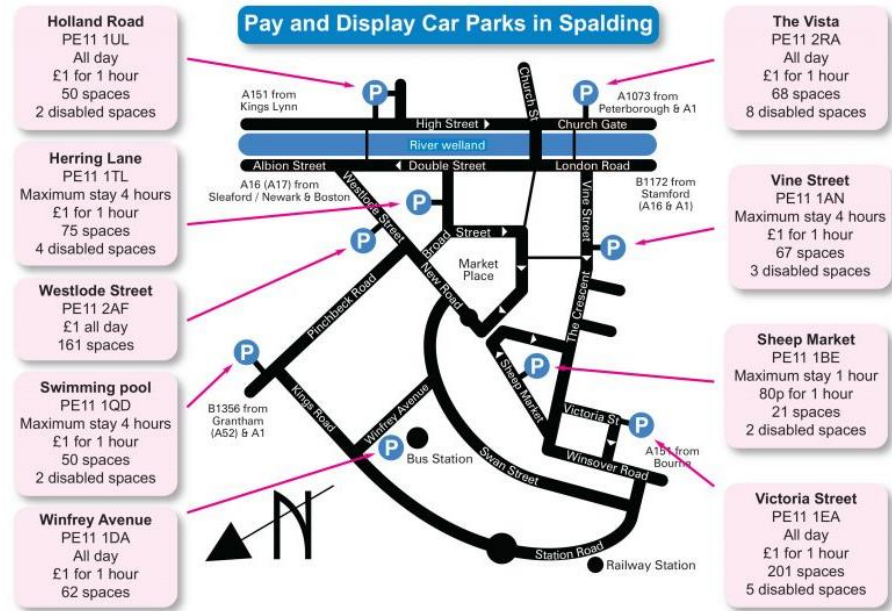 Pay and Display Car Parks in Spalding
Holland Road
PE11 1UL
All day
£1 for 1 hour
50 spaces
2 disabled spaces
Herring Lane
PE11 1TL
Maximum stay 4 hours
£1 for 1 hour
75 spaces
4 disabled spaces
Westlode Street
PE11 2AF
£1 all day
161 spaces
Swimming pool
PE11 1QD
Maximum stay 4 hours
£1 for 1 hour
50 spaces
2 disabled spaces
Winfrey Avenue
PE11 1DA
All day
£1 for 1 hour
62 spaces
A151 from
Kings Lynn
P
P
Church St
A1073 from
Peterborough & A1
High Street
Church Gate
River welland
Albion Street
Double Street
London Road
A16 (A17) from
Sleaford / Newark & Boston
B1172 from
Stamford
(A16 & A1)
Westlode Street
P
P
Broad Street
Vine Street
P
Market
Place
New Road
Pinchbeck Road
The Crescent
P
P
Sheep Market
Kings Road
B1356 from
Grantham
(A52) & A1
Winfrey Avenue
P
Bus Station
Victoria St
P
A151 from
Bourne
Swan Street
Winsover Road
N
Station Road
Railway Station
The Vista
PE11 2RA
All day
£1 for 1 hour
68 spaces
8 disabled spaces
Vine Street
PE11 1AN
Maximum stay 4 hours
£1 for 1 hour
67 spaces
3 disabled spaces
Sheep Market
PE11 1BE
Maximum stay 1 hour
80p for 1 hour
21 spaces
2 disabled spaces
Victoria Street
PE11 1EA
All day
£1 for 1 hour
201 spaces
5 disabled spaces